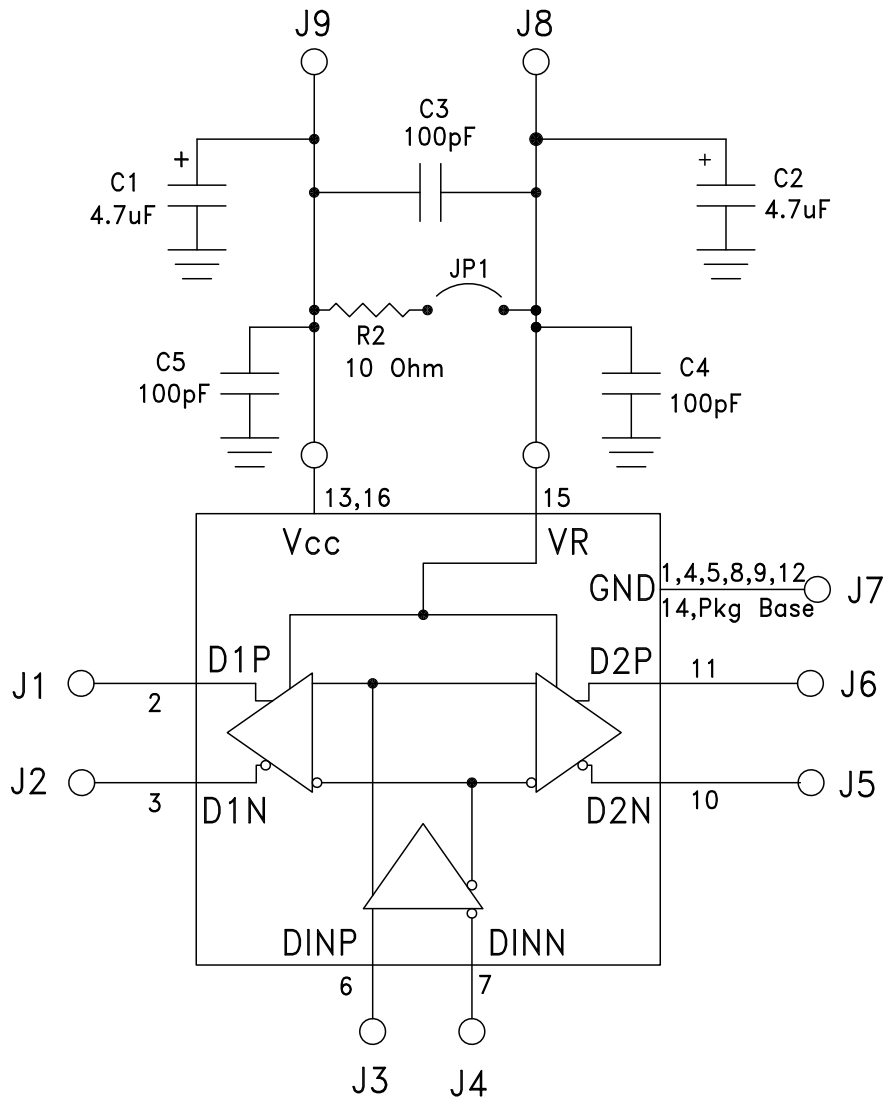 J9
J8
C3
100pF
+
C1
4.7uF
+
C2
4.7uF
JP1
R2
10 Ohm
C5
100pF
C4
100pF
13,16
15
Vcc
VR
GND
1,4,5,8,9,12
14,Pkg Base
J7
D1P
D2P
J1
2
11
J6
J2
3
D1N
D2N
10
J5
DINP
DINN
6
7
J3
J4